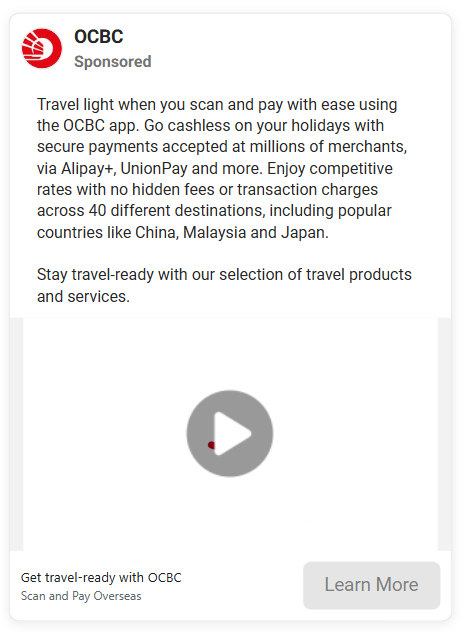 OCBC
Sponsored
Travel light when you scan and pay with ease using
the OCBC app. Go cashless on your holidays with
secure payments accepted at millions of merchants,
via Alipay+, UnionPay and more. Enjoy competitive
rates with no hidden fees or transaction charges
across 40 different destinations, including popular
countries like China, Malaysia and Japan.
Stay travel-ready with our selection of travel products
and services.
Get travel-ready with OCBC
Scan and Pay Overseas
Learn More